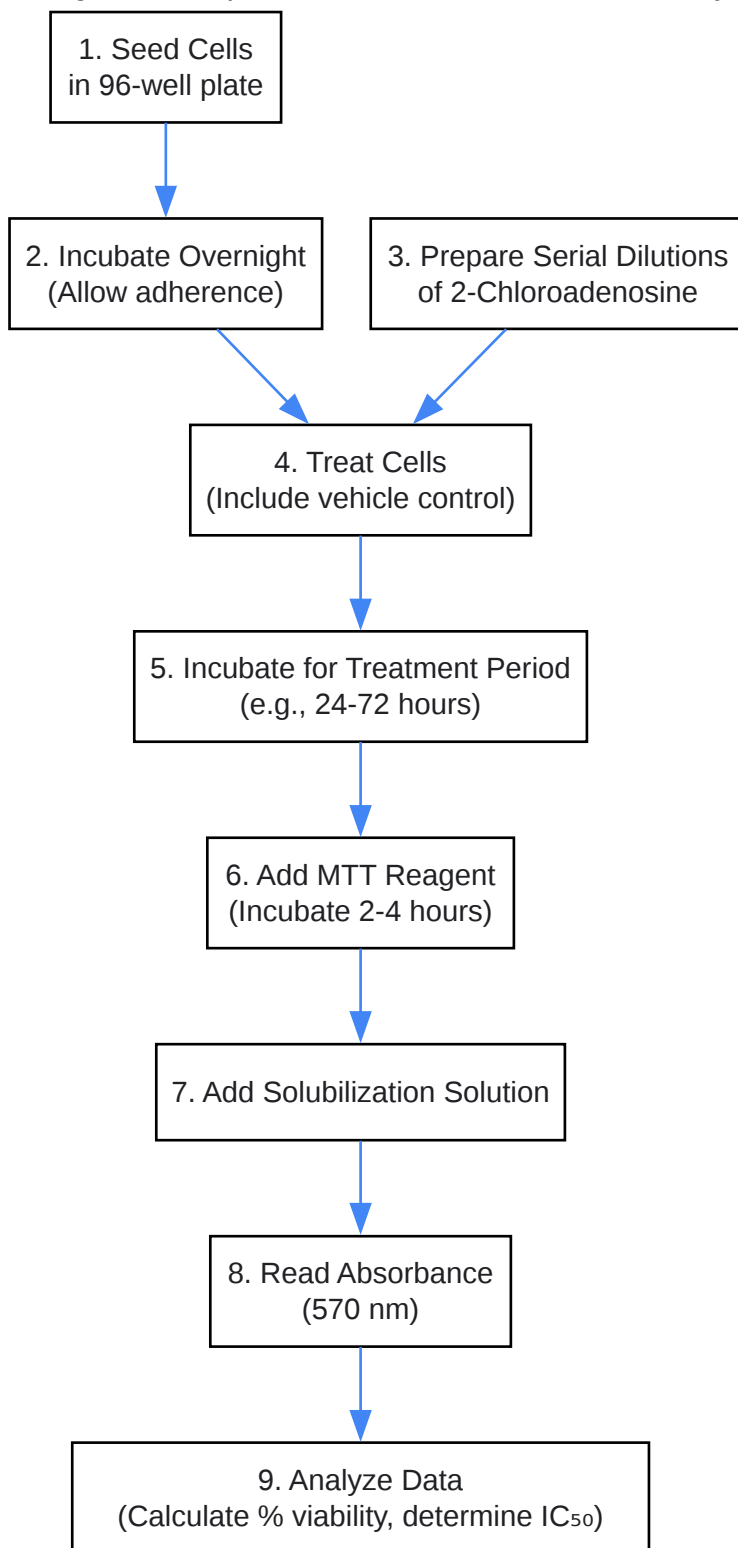 1. Seed Cells
in 96-well plate
2. Incubate Overnight
(Allow adherence)
3. Prepare Serial Dilutions
of 2-Chloroadenosine
4. Treat Cells
(Include vehicle control)
5. Incubate for Treatment Period
(e.g., 24-72 hours)
6. Add MTT Reagent
(Incubate 2-4 hours)
7. Add Solubilization Solution
8. Read Absorbance
(570 nm)
9. Analyze Data
(Calculate % viability, determine IC₅₀)